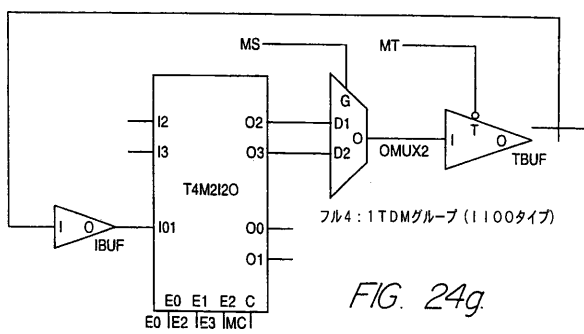 MS
MT
G
I2
O2
D1
O
T
I3
O3
D2
OMUX2
I
O
TBUF
T4M2I2O
フル4:1TDMグループ(1100タイプ)
I
O
IBUF
I01
O0
O1
E0 E1 E2 C
E0 E2 E3 MC
FIG. 24g.